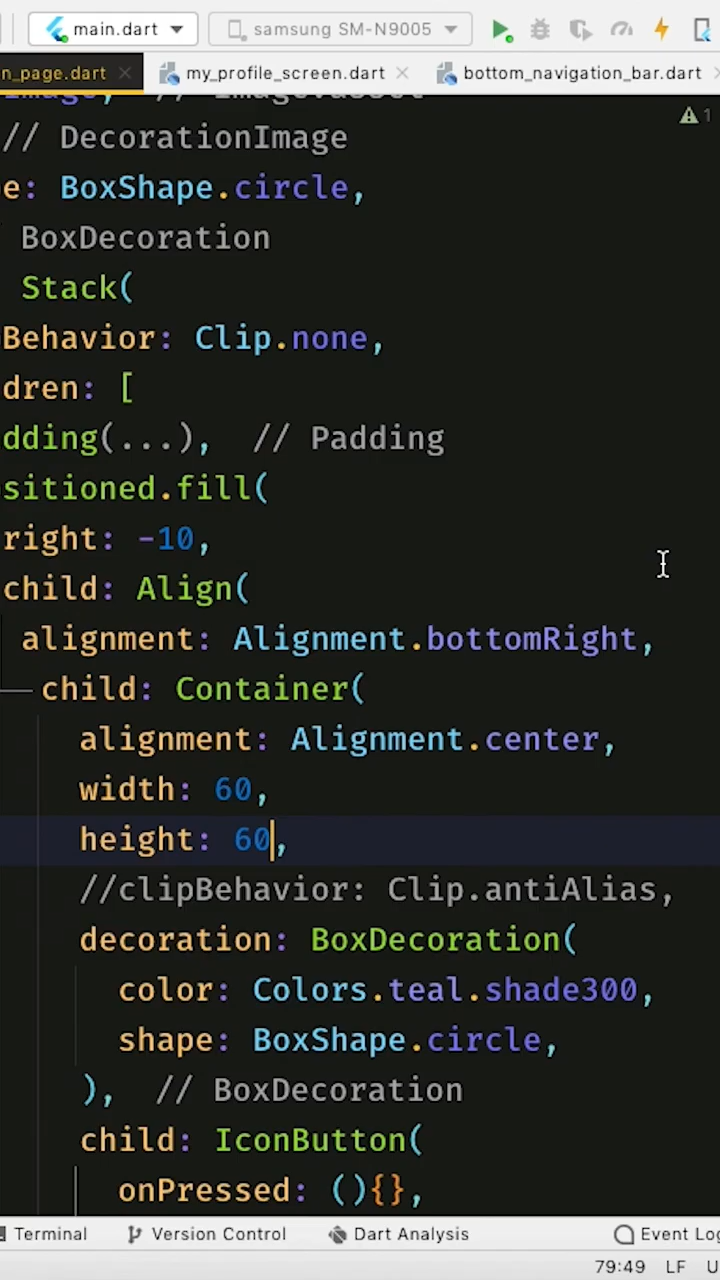 main.dart samsung SM-N9005
n_page.dart my_profile_screen.dart bottom_navigation_bar.dart
// DecorationImage 1
e: BoxShape.circle,
BoxDecoration
Stack(
Behavior: Clip.none,
dren: [
dding(...), // Padding
sitioned.fill(
right: -10,
child: Align(
alignment: Alignment.bottomRight,
child: Container(
alignment: Alignment.center,
width: 60,
height: 60,
//clipBehavior: Clip.antiAlias,
decoration: BoxDecoration(
color: Colors.teal.shade300,
shape: BoxShape.circle,
), // BoxDecoration
child: IconButton(
onPressed: (){},
Terminal Version Control Dart Analysis Event Log
79:49 LF U